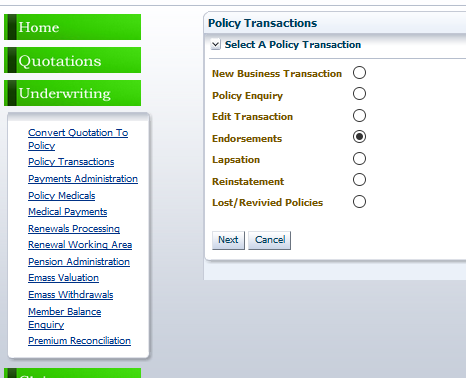 Home
Quotations
Underwriting
Convert Quotation To
Policy
Policy Transactions
Payments Administration
Policy Medicals
Medical Payments
Renewals Processing
Renewal Working Area
Pension Administration
Emass Valuation
Emass Withdrawals
Member Balance
Enquiry
Premium Reconciliation
Policy Transactions
Select A Policy Transaction
New Business Transaction
Policy Enquiry
Edit Transaction
Endorsements
Lapsation
Reinstatement
Lost/Revivied Policies
Next Cancel